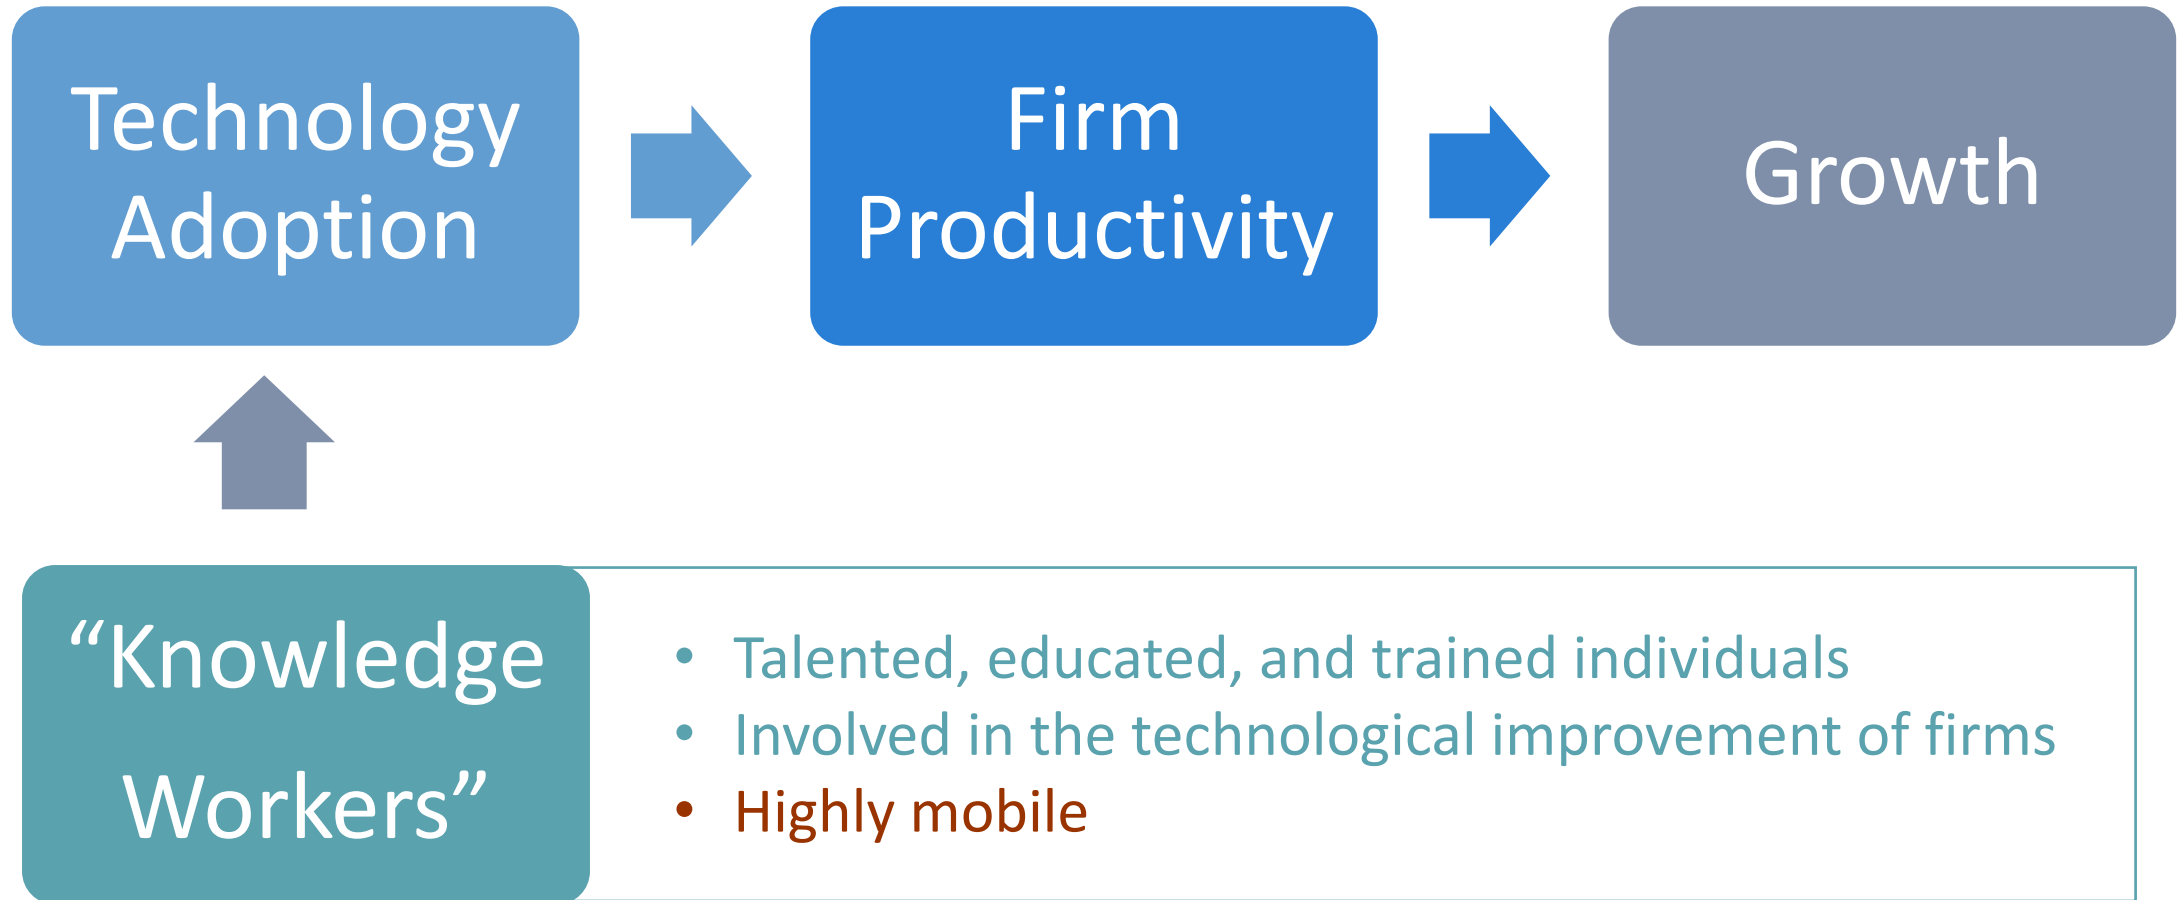 Technology
Adoption
Firm
Productivity
Growth
“Knowledge
Workers”
• Talented, educated, and trained individuals
• Involved in the technological improvement of firms
• Highly mobile